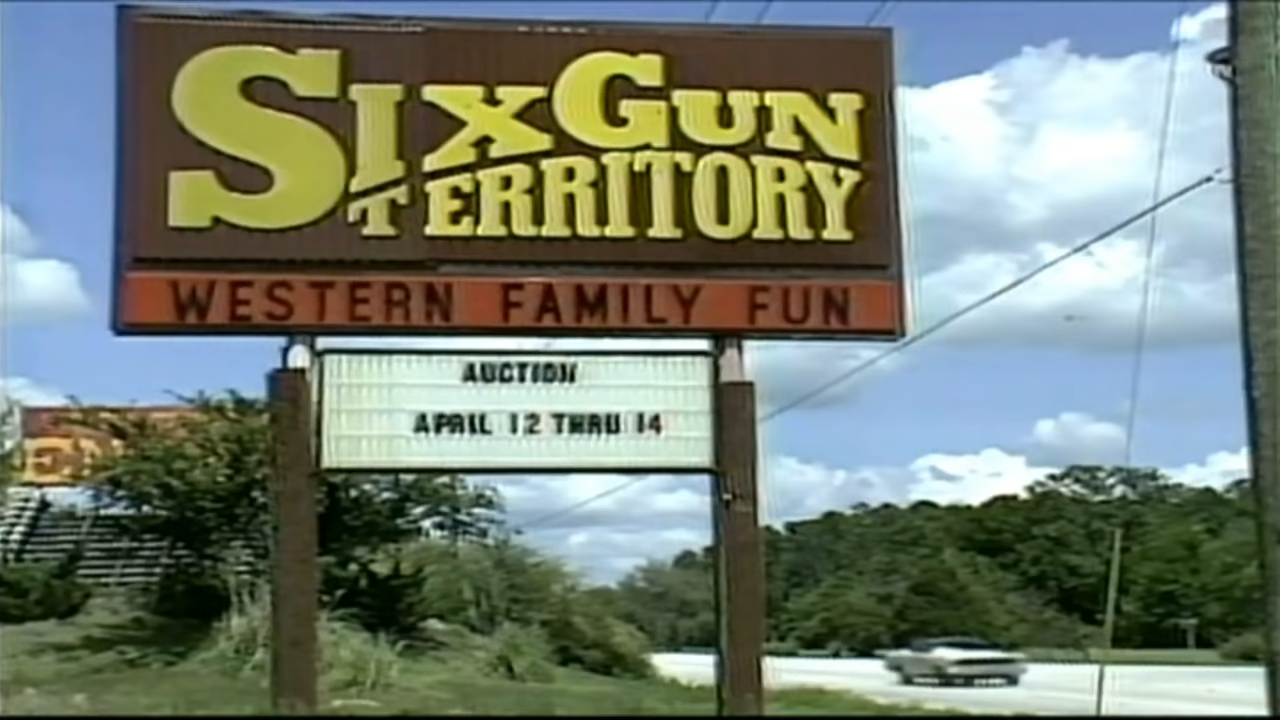 SIXGUN
TERRITORY
WESTERN FAMILY FUN
AUCTION
APRIL 12 THRU 14